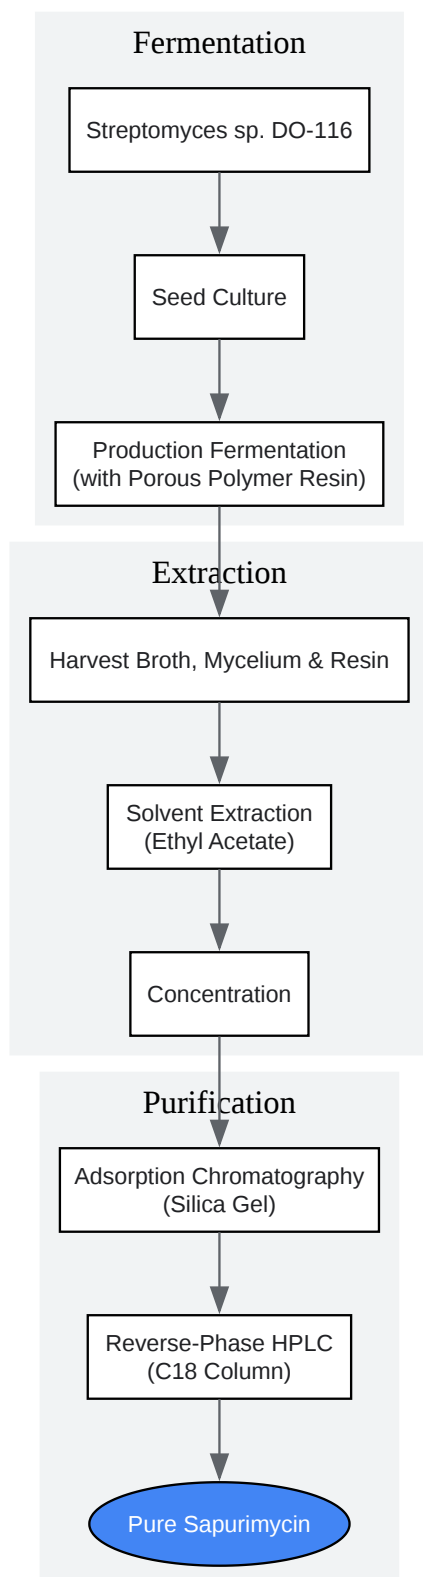 Fermentation
Streptomyces sp. DO-116
Seed Culture
Production Fermentation
(with Porous Polymer Resin)
Extraction
Harvest Broth, Mycelium & Resin
Solvent Extraction
(Ethyl Acetate)
Concentration
Purification
Adsorption Chromatography
(Silica Gel)
Reverse-Phase HPLC
(C18 Column)
Pure Sapurimycin